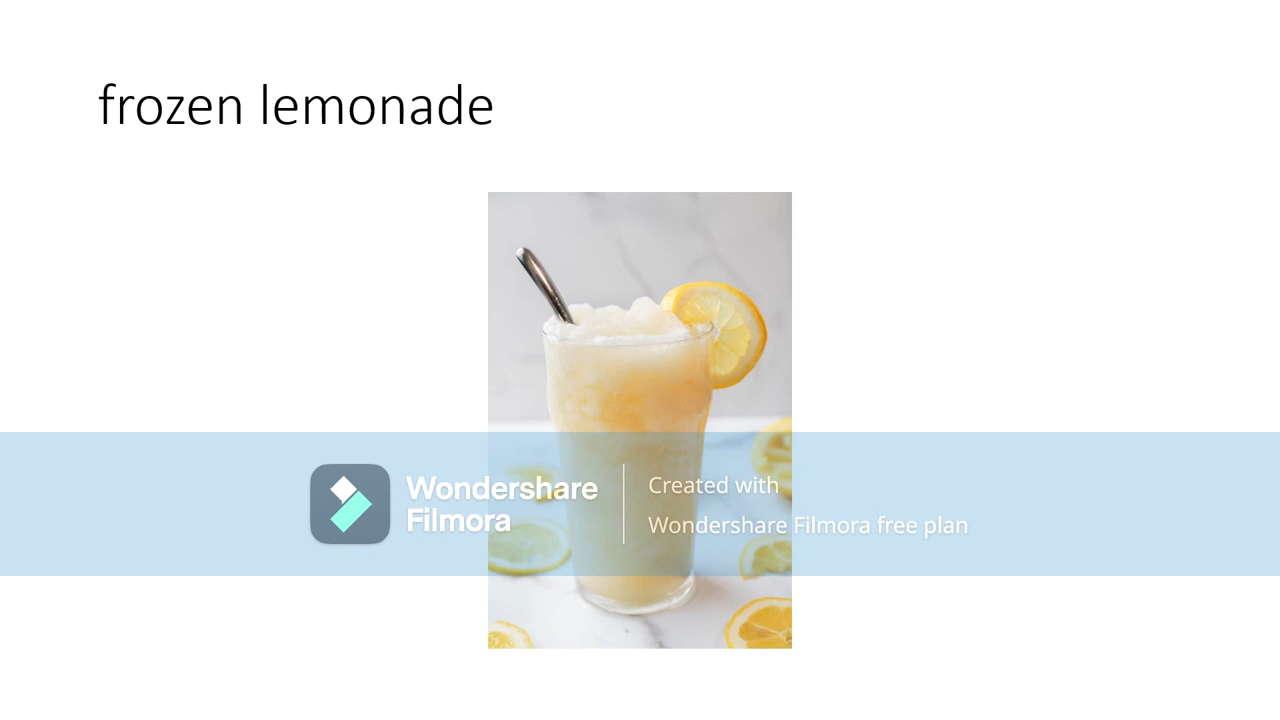 frozen lemonade
Wondershare
Filmora
Created with
Wondershare Filmora free plan